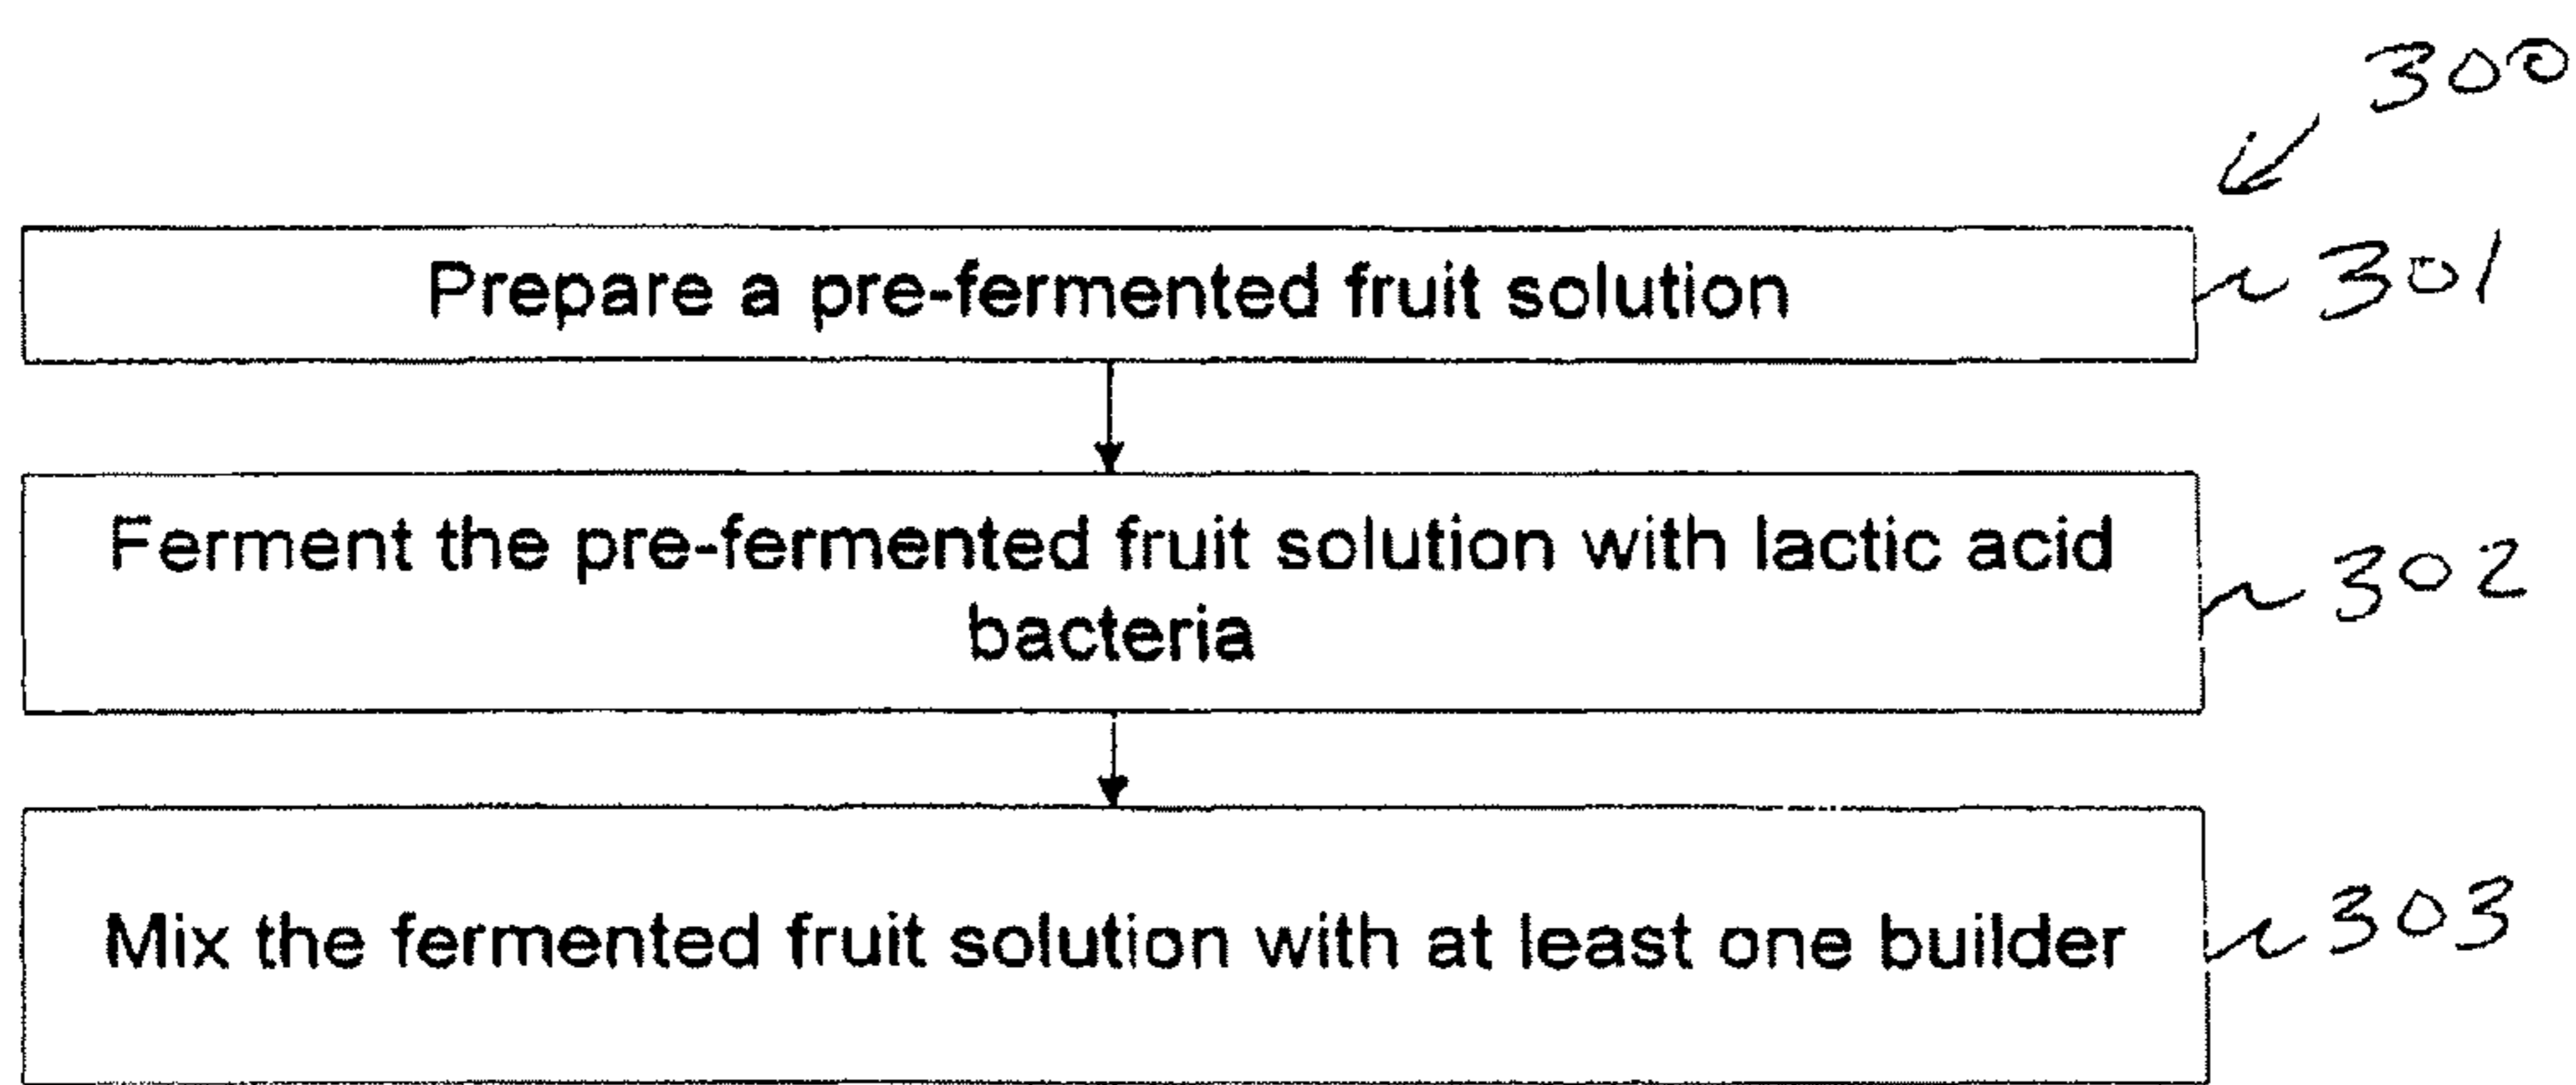 300
Prepare a pre-fermented fruit solution
301
Ferment the pre-fermented fruit solution with lactic acid
bacteria
302
Mix the fermented fruit solution with at least one builder
303